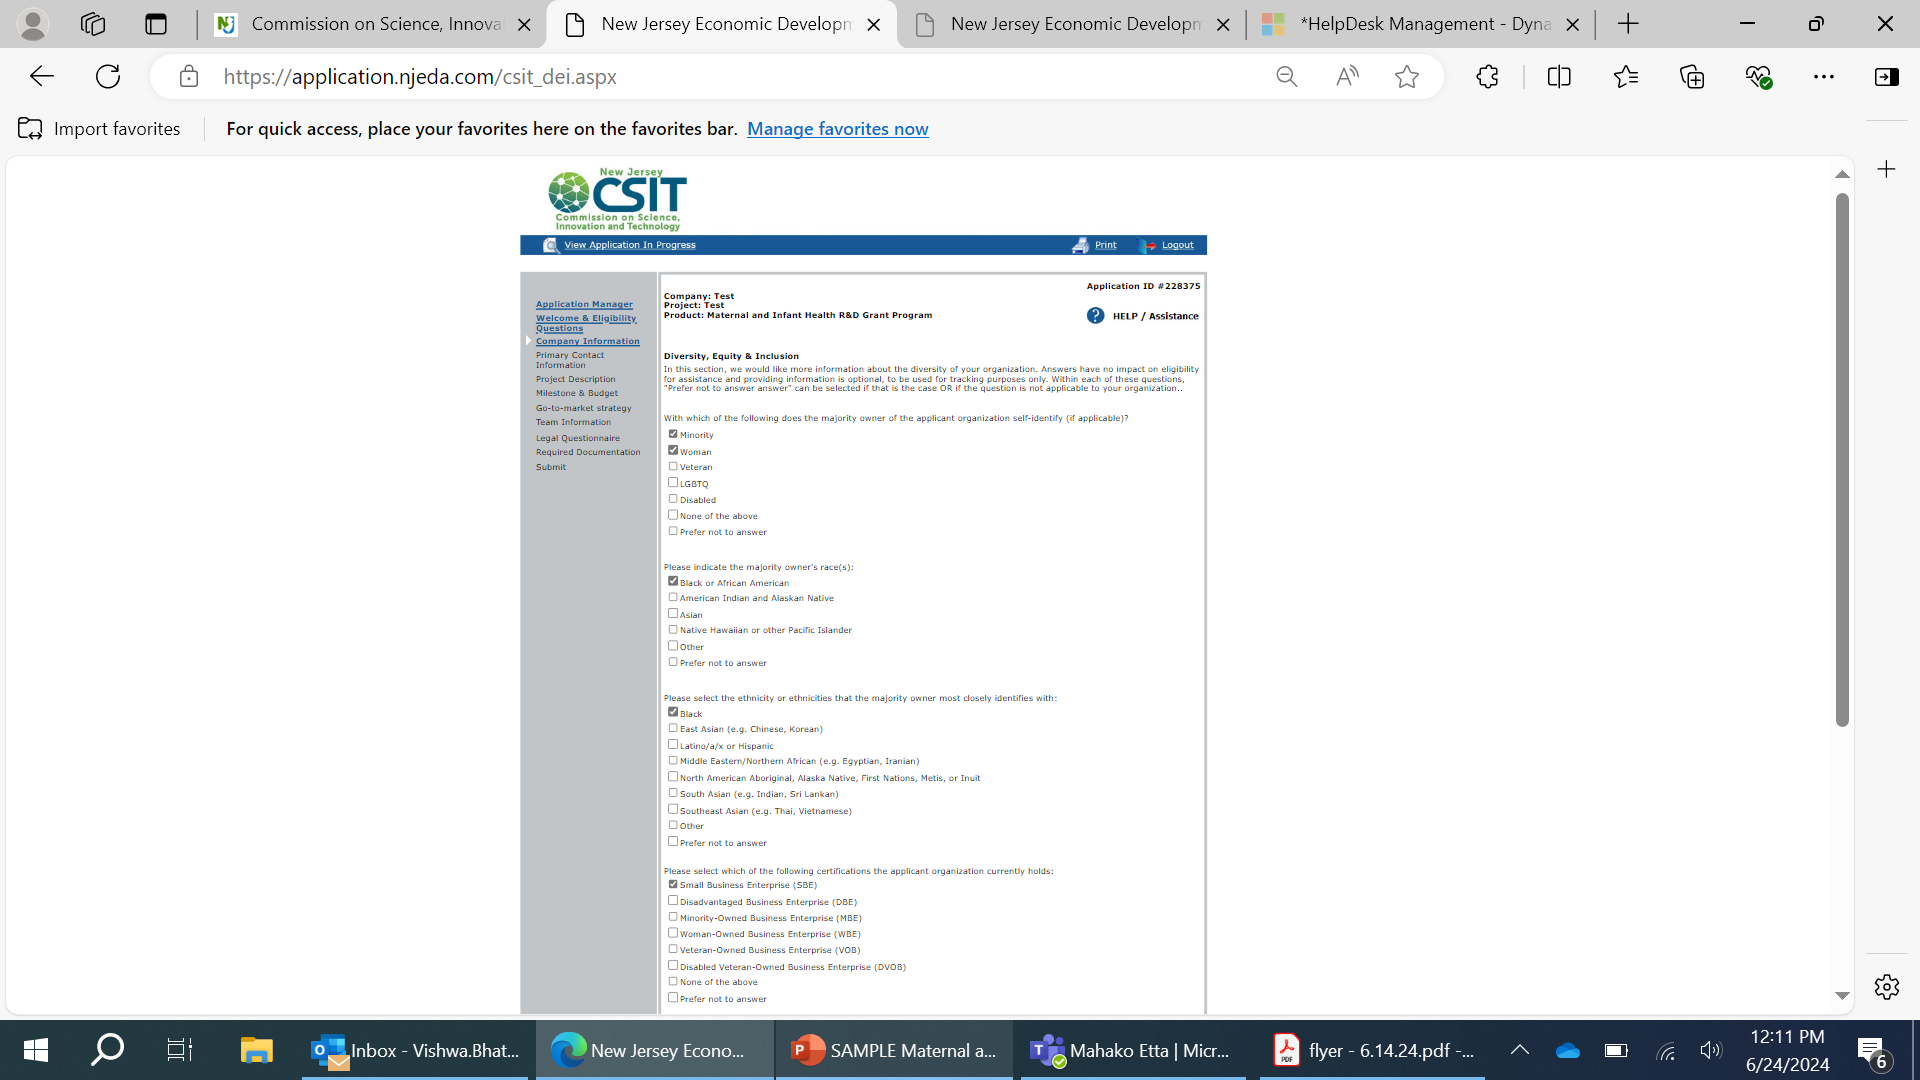 Commission on Science, Innova
New Jersey Economic Developm
New Jersey Economic Developm
*HelpDesk Management - Dyna
https://application.njeda.com/csit_dei.aspx
Import favorites
For quick access, place your favorites here on the favorites bar. Manage favorites now
New Jersey
CSIT
Commission on Science,
Innovation and Technology
View Application In Progress
Print
Logout
Application Manager
Welcome & Eligibility
Questions
Company Information
Primary Contact
Information
Project Description
Milestone & Budget
Go-to-market strategy
Team Information
Legal Questionnaire
Required Documentation
Submit
Application ID #228375
Company: Test
Project: Test
Product: Maternal and Infant Health R&D Grant Program
HELP / Assistance
Diversity, Equity & Inclusion
In this section, we would like more information about the diversity of your organization. Answers have no impact on eligibility
for assistance and providing information is optional, to be used for tracking purposes only. Within each of these questions,
"Prefer not to answer answer" can be selected if that is the case OR if the question is not applicable to your organization..
With which of the following does the majority owner of the applicant organization self-identify (if applicable)?
Minority
Woman
Veteran
LGBTQ
Disabled
None of the above
Prefer not to answer
Please indicate the majority owner's race(s):
Black or African American
American Indian and Alaskan Native
Asian
Native Hawaiian or other Pacific Islander
Other
Prefer not to answer
Please select the ethnicity or ethnicities that the majority owner most closely identifies with:
Black
East Asian (e.g. Chinese, Korean)
Latino/a/x or Hispanic
Middle Eastern/Northern African (e.g. Egyptian, Iranian)
North American Aboriginal, Alaska Native, First Nations, Metis, or Inuit
South Asian (e.g. Indian, Sri Lankan)
Southeast Asian (e.g. Thai, Vietnamese)
Other
Prefer not to answer
Please select which of the following certifications the applicant organization currently holds:
Small Business Enterprise (SBE)
Disadvantaged Business Enterprise (DBE)
Minority-Owned Business Enterprise (MBE)
Woman-Owned Business Enterprise (WBE)
Veteran-Owned Business Enterprise (VOB)
Disabled Veteran-Owned Business Enterprise (DVOB)
None of the above
Prefer not to answer
Inbox - Vishwa.Bhat...
New Jersey Econo...
SAMPLE Maternal a...
Mahako Etta | Micr...
flyer - 6.14.24.pdf -...
12:11 PM
6/24/2024
6